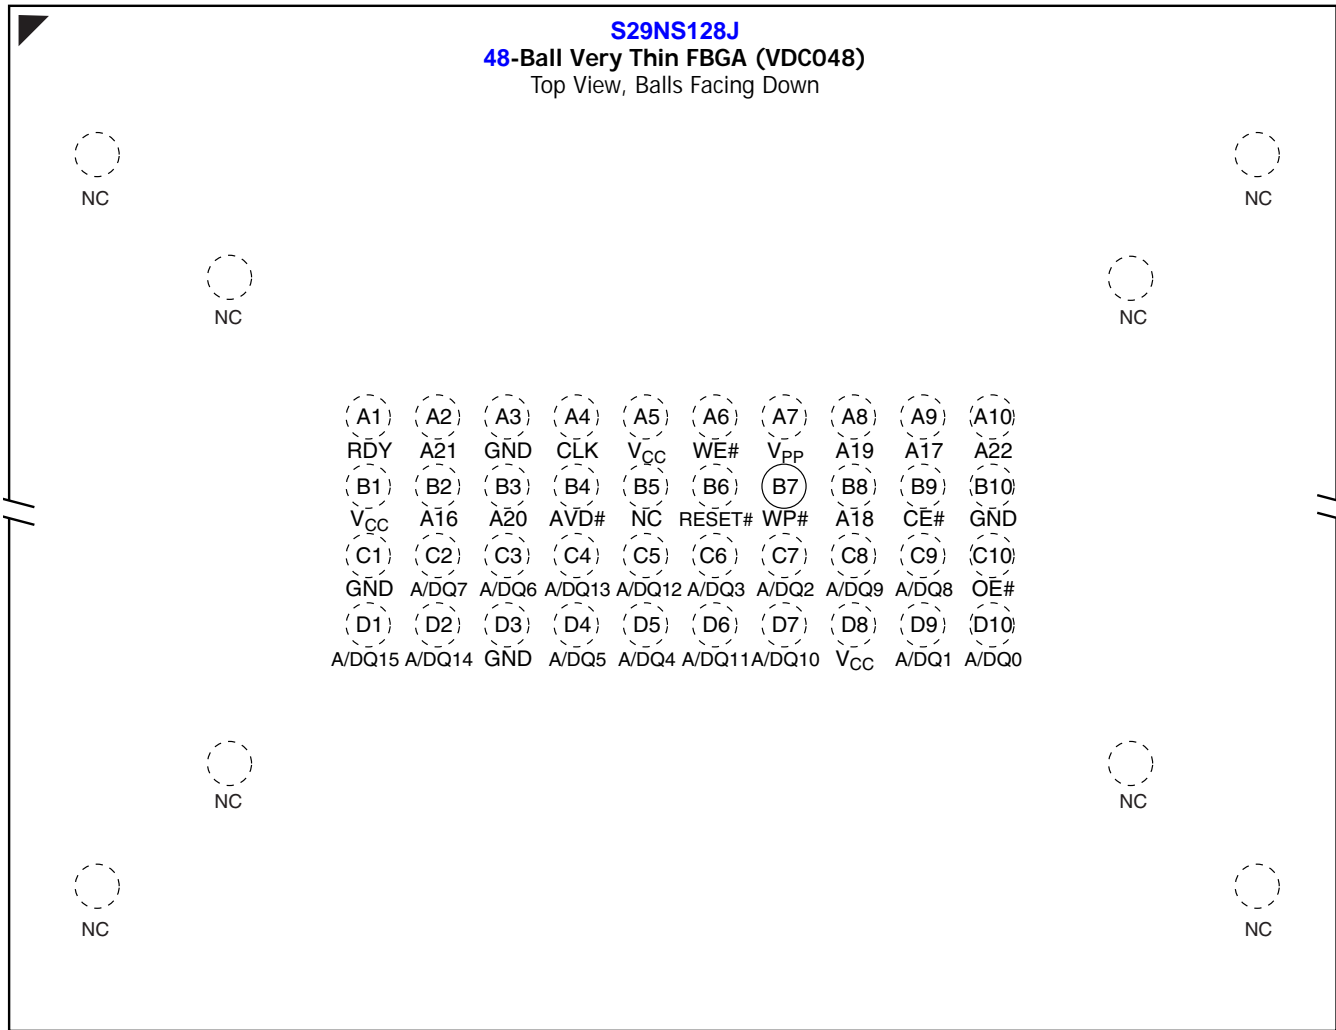 S29NS128J
48-Ball Very Thin FBGA (VDC048)
Top View, Balls Facing Down
NC NC
NC NC
A1 A2 A3 A4 A5 A6 A7 A8 A9 A10
RDY A21 GND CLK VCC WE# VPP A19 A17 A22
B1 B2 B3 B4 B5 B6 B7 B8 B9 B10
VCC A16 A20 AVD# NC RESET# WP# A18 CE# GND
C1 C2 C3 C4 C5 C6 C7 C8 C9 C10
GND A/DQ7 A/DQ6 A/DQ13 A/DQ12 A/DQ3 A/DQ2 A/DQ9 A/DQ8 OE#
D1 D2 D3 D4 D5 D6 D7 D8 D9 D10
A/DQ15 A/DQ14 GND A/DQ5 A/DQ4 A/DQ11 A/DQ10 VCC A/DQ1 A/DQ0
NC NC
NC NC